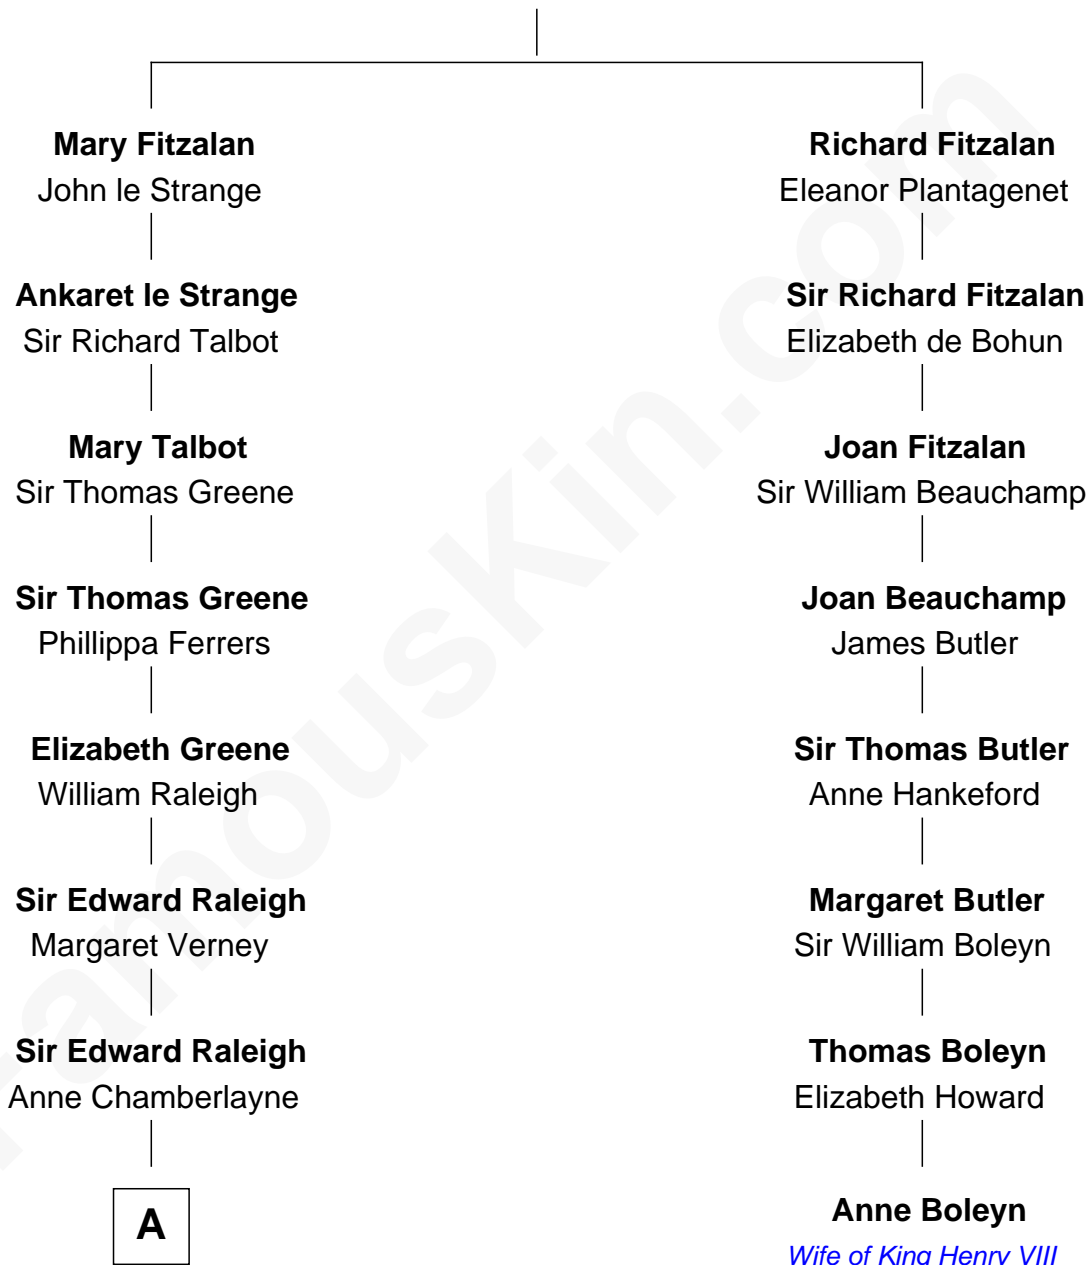 Mary Fitzalan
John le Strange
Ankaret le Strange
Sir Richard Talbot
Mary Talbot
Sir Thomas Greene
Sir Thomas Greene
Phillippa Ferrers
Elizabeth Greene
William Raleigh
Sir Edward Raleigh
Margaret Verney
Sir Edward Raleigh
Anne Chamberlayne
A
Richard Fitzalan
Eleanor Plantagenet
Sir Richard Fitzalan
Elizabeth de Bohun
Joan Fitzalan
Sir William Beauchamp
Joan Beauchamp
James Butler
Sir Thomas Butler
Anne Hankeford
Margaret Butler
Sir William Boleyn
Thomas Boleyn
Elizabeth Howard
Anne Boleyn
Wife of King Henry VIII
FamousKin.com